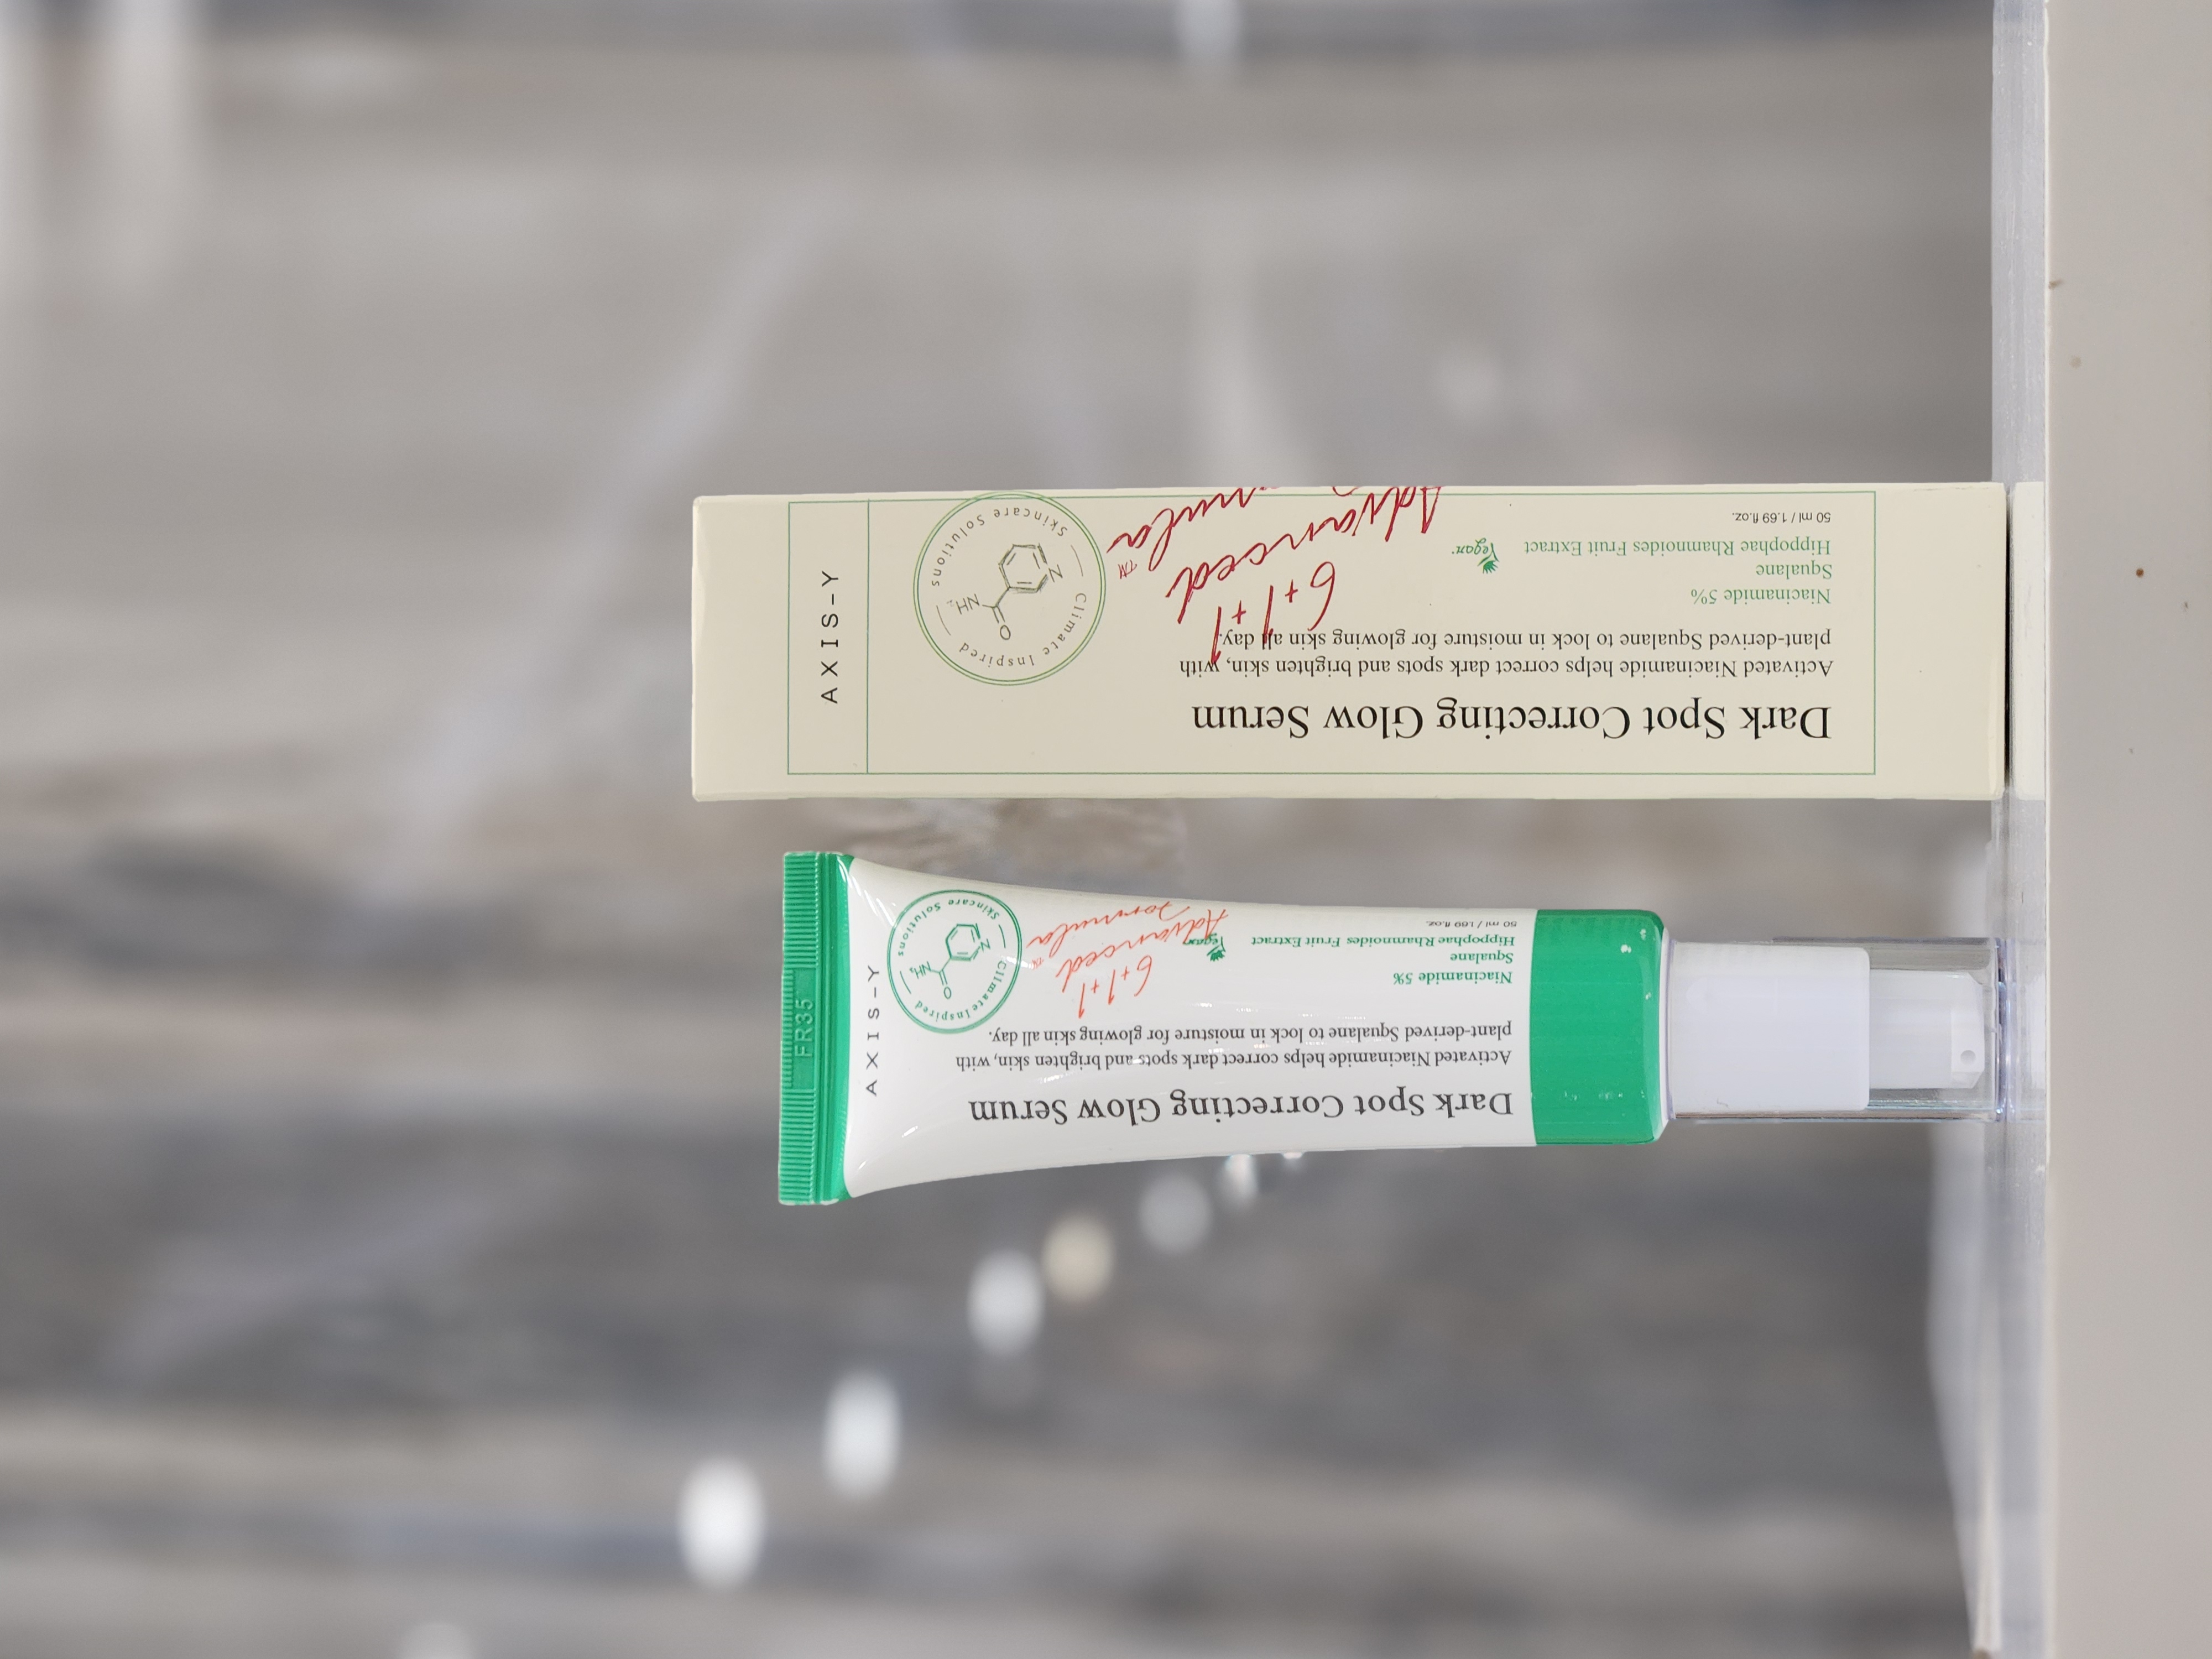 AXIS-Y
Climate Inspired
Skincare Solutions
O
NH₂
N
6+1+1
Advanced
mula™
Dark Spot Correcting Glow Serum
Activated Niacinamide helps correct dark spots and brighten skin, with
plant-derived Squalane to lock in moisture for glowing skin all day.
Niacinamide 5%
Squalane
Hippophae Rhamnoides Fruit Extract
Vegan
50 ml / 1.69 fl.oz.
FR35
AXIS-Y
Climate Inspired
Skincare Solutions
O
NH₂
N
6+1+1
Advanced
Formula™
Dark Spot Correcting Glow Serum
Activated Niacinamide helps correct dark spots and brighten skin, with
plant-derived Squalane to lock in moisture for glowing skin all day.
Niacinamide 5%
Squalane
Hippophae Rhamnoides Fruit Extract
Vegan
50 ml / 1.69 fl.oz.